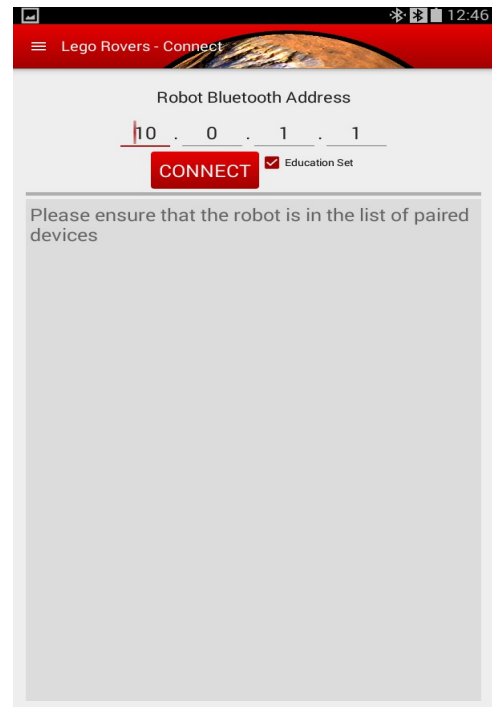 12:46
Lego Rovers - Connect
Robot Bluetooth Address
10 . 0 . 1 . 1
CONNECT Education Set
Please ensure that the robot is in the list of paired
devices